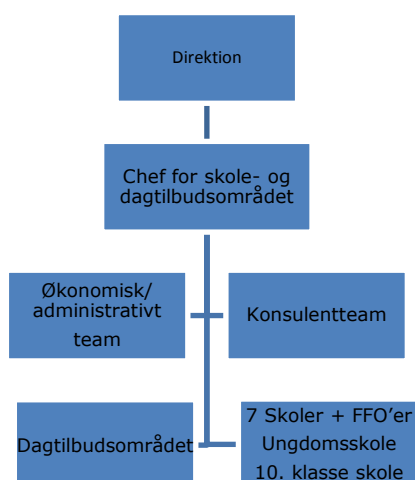 Direktion
Chef for skole- og
dagtilbudsområdet
Økonomisk/
administrativt
team
Konsulentteam
Dagtilbudsområdet
7 Skoler + FFO’er
Ungdomsskole
10. klasse skole